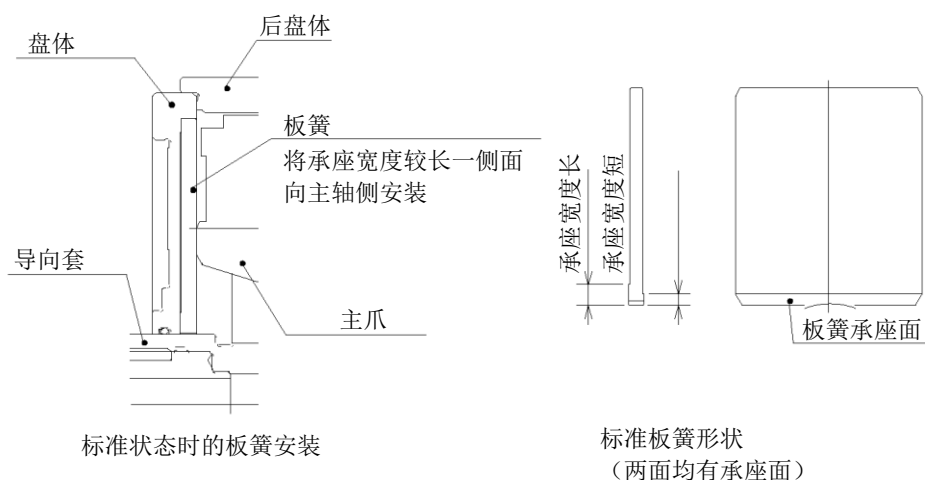 后盘体
盘体
板簧
将承座宽度较长一侧面
向主轴侧安装
导向套
主爪
标准状态时的板簧安装
承座宽度长
承座宽度短
板簧承座面
标准板簧形状
（两面均有承座面）